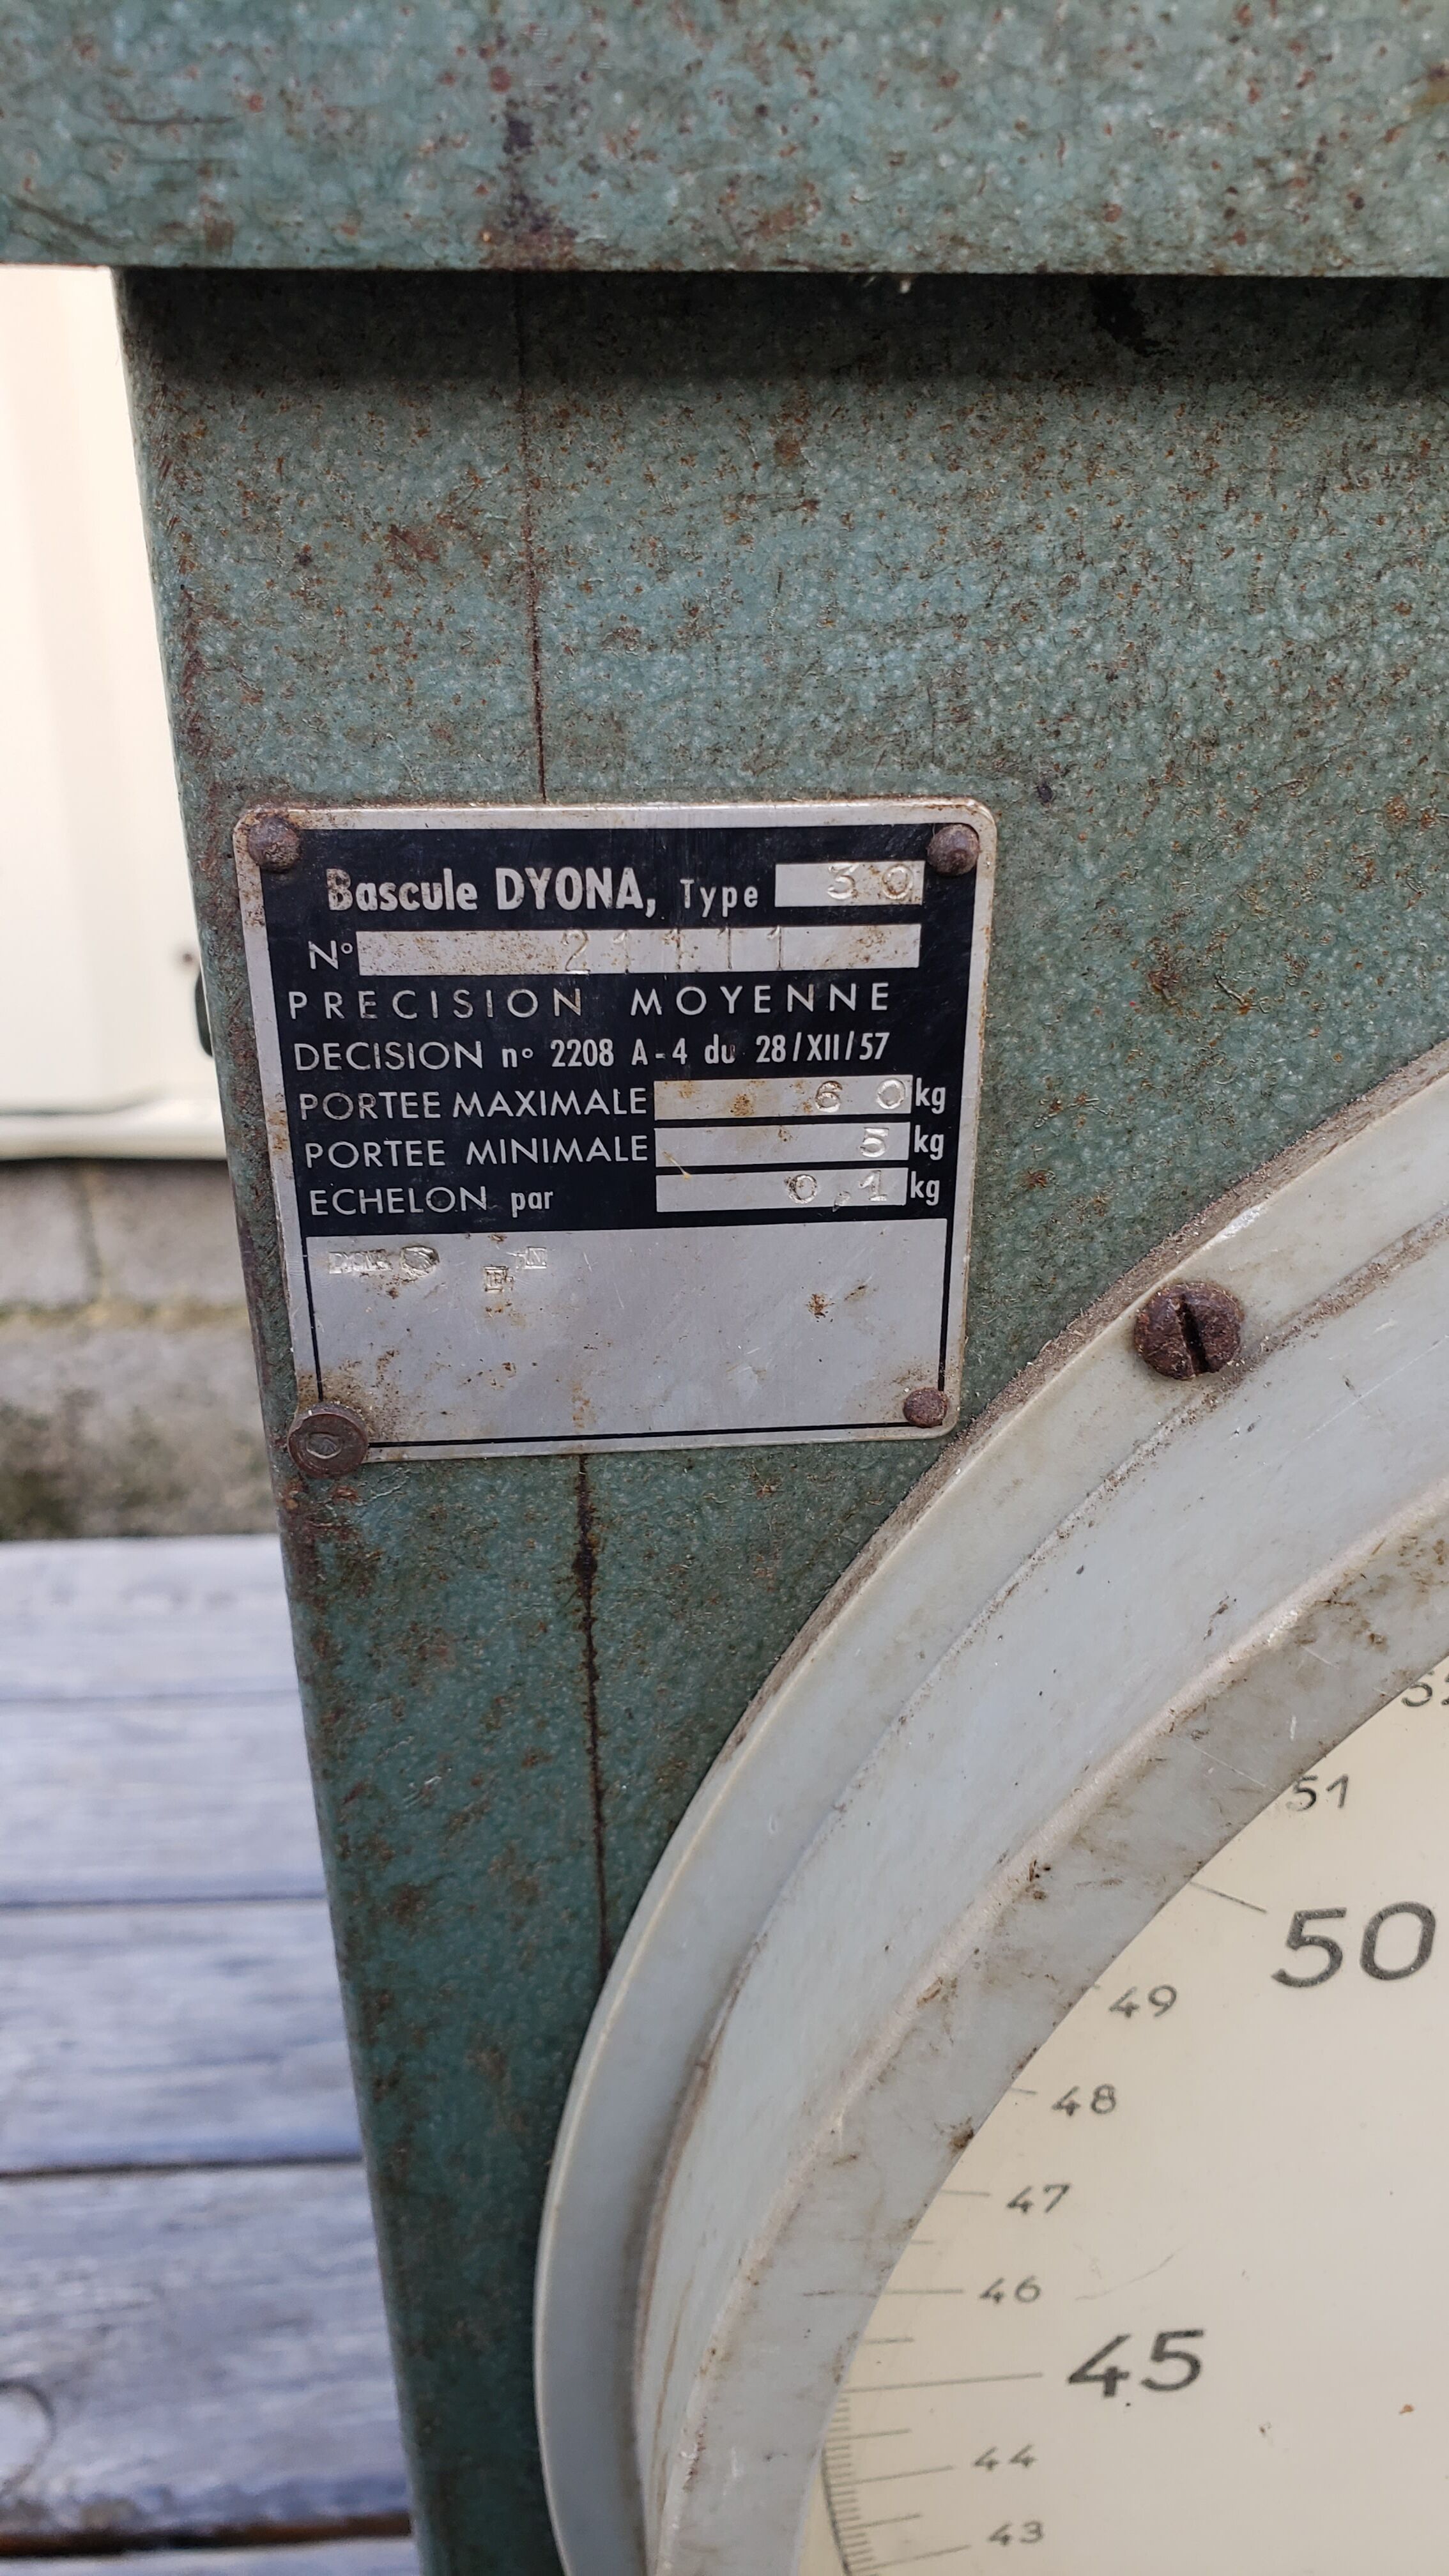 Bascule DYONA, Type 30
N° 21111
PRECISION MOYENNE
DECISION n° 2208 A-4 du 28/XII/57
PORTEE MAXIMALE 60 kg
PORTEE MINIMALE 5 kg
ECHELON par 0,1 kg
51
50
49
48
47
46
45
44
43